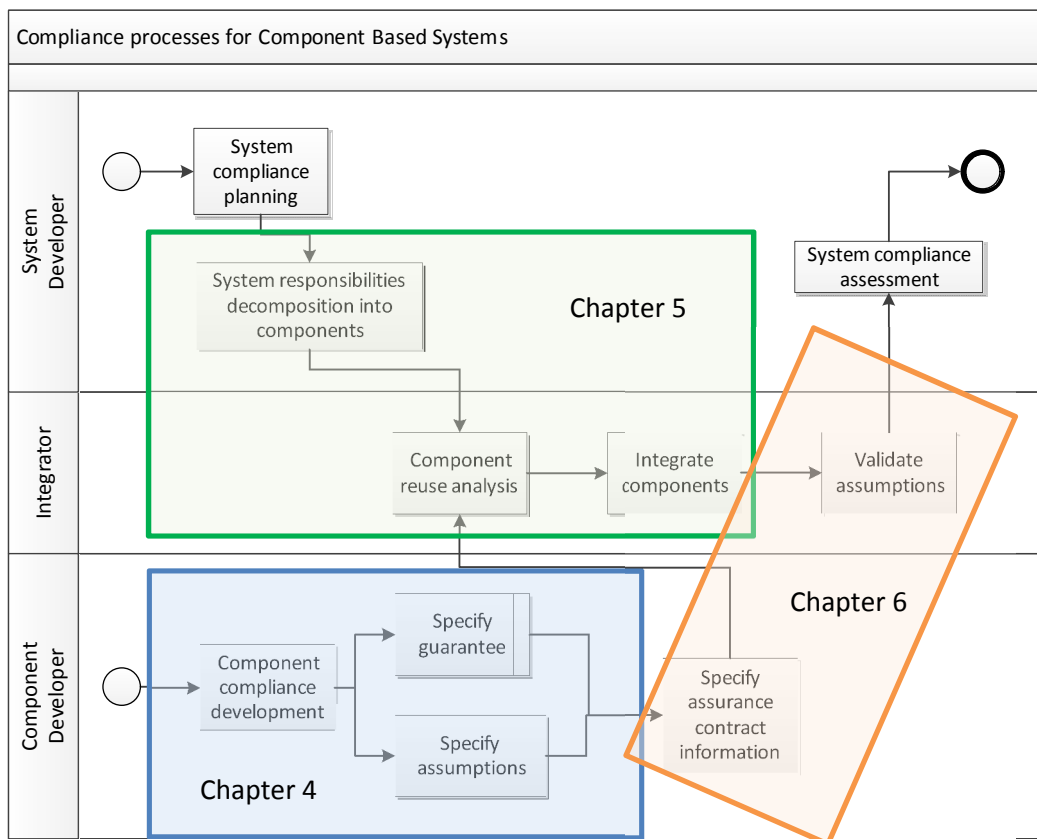 Compliance processes for Component Based Systems
System
Developer
System
compliance
planning
System responsibilities
decomposition into
components
Chapter 5
System compliance
assessment
Integrator
Component
reuse analysis
Integrate
components
Validate
assumptions
Component
Developer
Component
compliance
development
Specify
guarantee
Specify
assumptions
Chapter 4
Specify
assurance
contract
information
Chapter 6